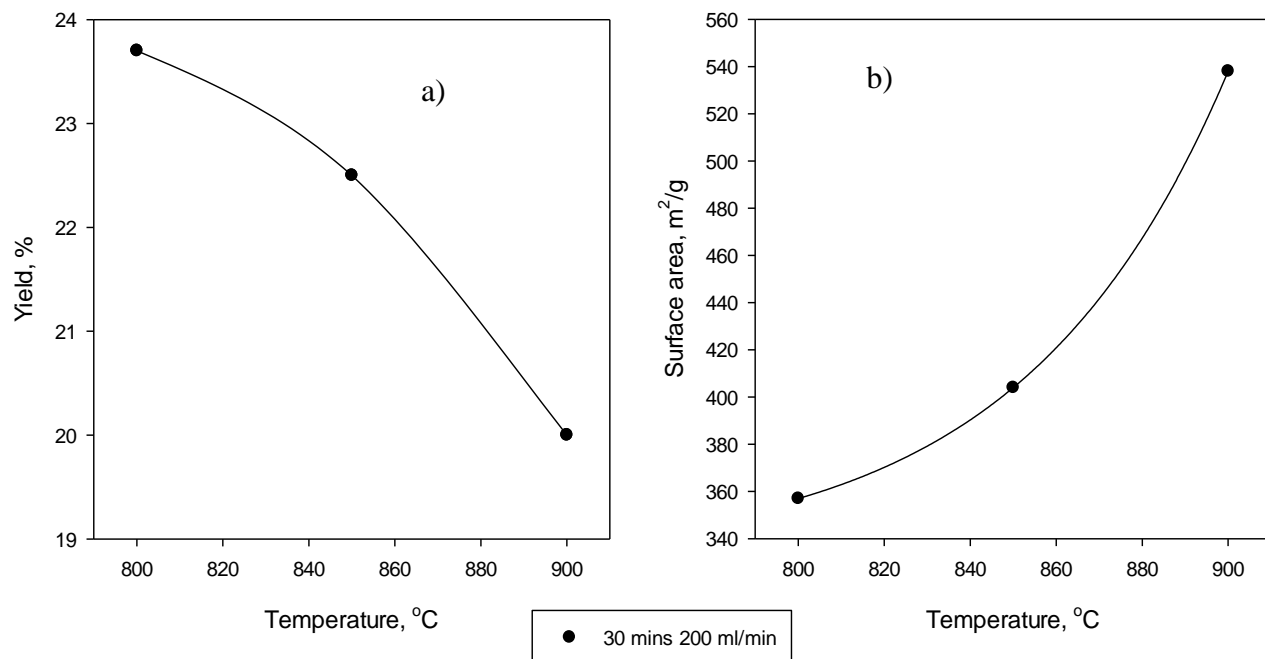 24
23
22
21
20
19
Yield, %
a)
800 820 840 860 880 900
Temperature, °C
560
540
520
500
480
460
440
420
400
380
360
340
Surface area, m²/g
b)
800 820 840 860 880 900
Temperature, °C
30 mins 200 ml/min